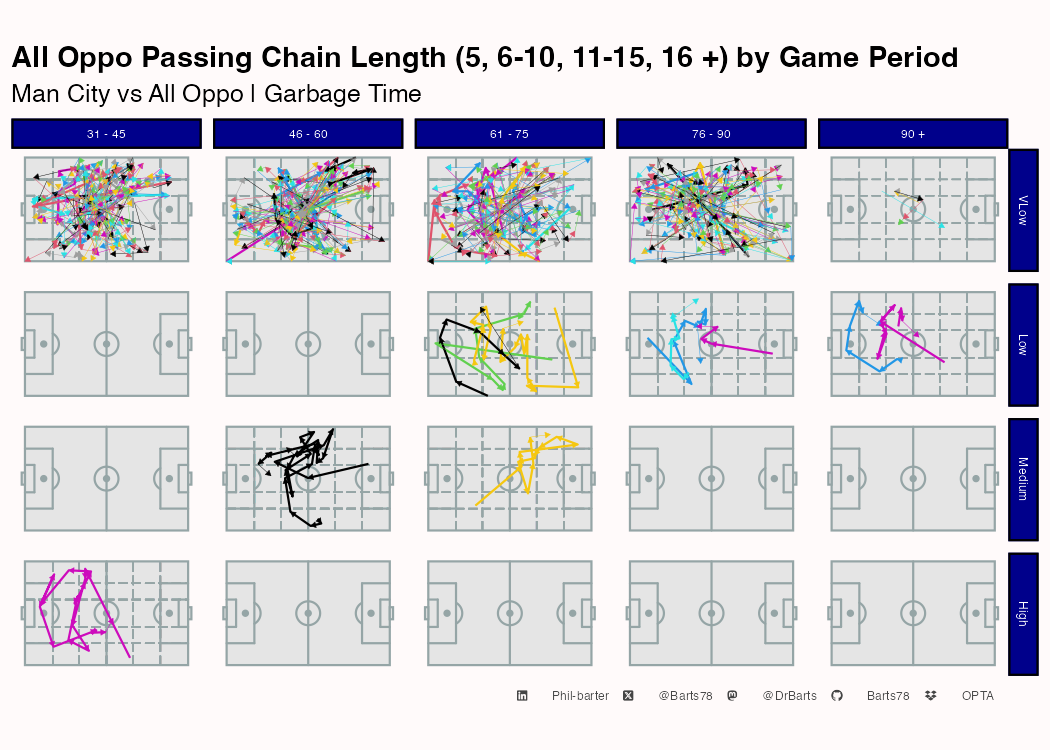 All Oppo Passing Chain Length (5, 6-10, 11-15, 16 +) by Game Period
Man City vs All Oppo | Garbage Time
31 - 45
46 - 60
61 - 75
76 - 90
90 +
VLow
Low
Medium
High
Phil-barter @Barts78 @DrBarts Barts78 OPTA